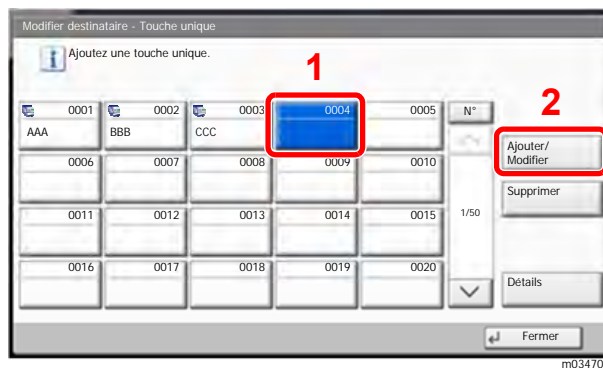 Modifier destinataire - Touche unique
Ajoutez une touche unique.
1
0001 0002 0003 0004 0005 N° 2
AAA BBB CCC
Ajouter/
Modifier
0006 0007 0008 0009 0010
Supprimer
0011 0012 0013 0014 0015 1/50
0016 0017 0018 0019 0020
Détails
Fermer
m03470